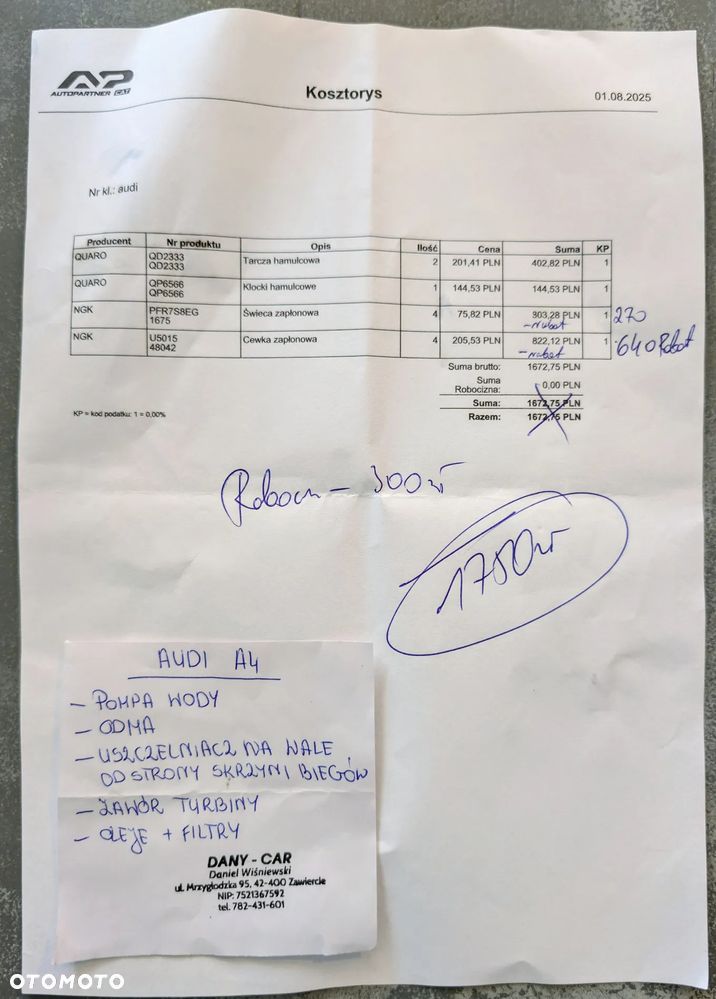 AP
AUTOPARTNER CAT
Kosztorys
01.08.2025
Nr kl.: audi
Producent Nr produktu Opis Ilość Cena Suma KP
QUARO QD2333 Tarcza hamulcowa 2 201,41 PLN 402,82 PLN 1
QD2333
QUARO QP6566 Klocki hamulcowe 1 144,53 PLN 144,53 PLN 1
QP6566
NGK PFR7S8EG Świeca zapłonowa 4 75,82 PLN 303,28 PLN 1 270
1675
NGK U5015 Cewka zapłonowa 4 205,53 PLN 822,12 PLN 1 640 Rabat
48042
Suma brutto: 1672,75 PLN
Suma
Robocizna: 0,00 PLN
Suma: 1672,75 PLN
Razem: 1672,75 PLN
KP = kod podatku: 1 = 0,00%
300 zł
1780 zł
AUDI A4
- POMPA WODY
- ODMA
- USZCZELNIACZ NA WALE
OD STRONY SKRZYNI BIEGÓW
- ZAWÓR TURBINY
- OLEJE + FILTRY
DANY - CAR
Daniel Wiśniewski
ul. Mrzygłodzka 95, 42-400 Zawiercie
NIP: 7521367592
tel. 782-431-601
OTOMOTO